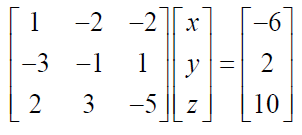 1 −2 −2 x −6
−3 −1 1 y = 2
2 3 −5 z 10